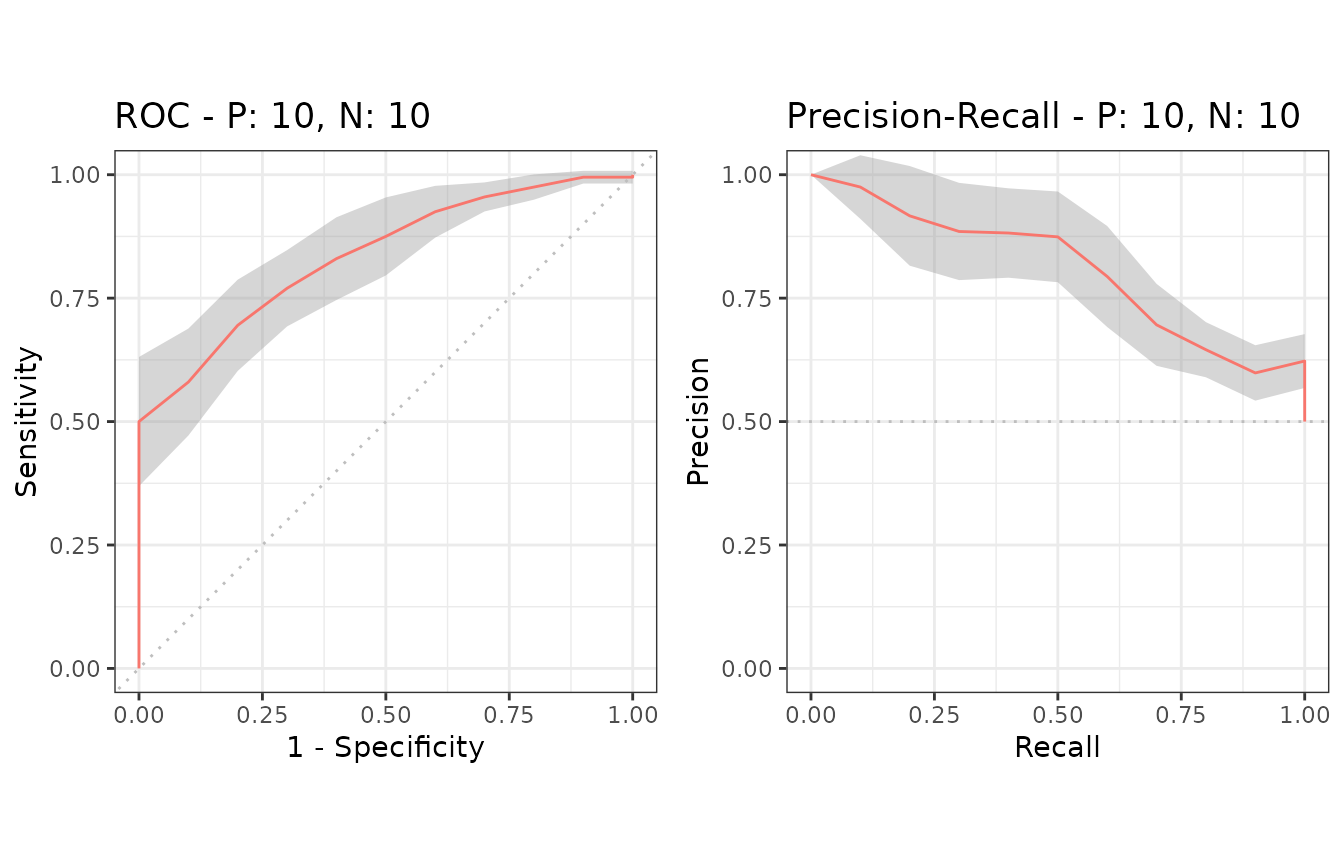 ROC - P: 10, N: 10
Sensitivity
1.00
0.75
0.50
0.25
0.00
0.00 0.25 0.50 0.75 1.00
1 - Specificity
Precision-Recall - P: 10, N: 10
Precision
1.00
0.75
0.50
0.25
0.00
0.00 0.25 0.50 0.75 1.00
Recall